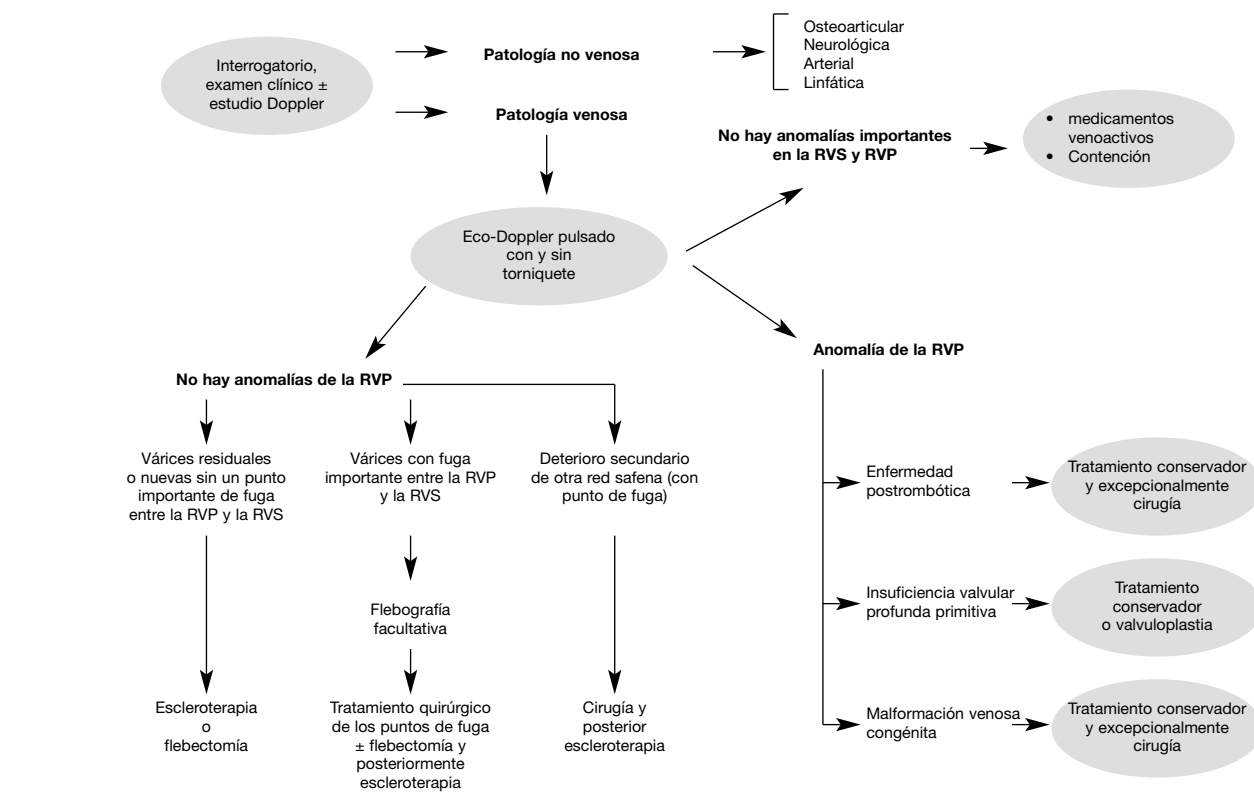 Interrogatorio,
examen clínico ±
estudio Doppler
Patología no venosa
Osteoarticular
Neurológica
Arterial
Linfática
Patología venosa
No hay anomalías importantes
en la RVS y RVP
• medicamentos
venoactivos
• Contención
Eco-Doppler pulsado
con y sin
torniquete
Anomalía de la RVP
No hay anomalías de la RVP
Várices residuales
o nuevas sin un punto
importante de fuga
entre la RVP y la RVS
Várices con fuga
importante entre la RVP
y la RVS
Deterioro secundario
de otra red safena (con
punto de fuga)
Flebografía
facultativa
Escleroterapia
o
flebectomía
Tratamiento quirúrgico
de los puntos de fuga
± flebectomía y
posteriormente
escleroterapia
Cirugía y
posterior
escleroterapia
Enfermedad
postrombótica
Tratamiento conservador
y excepcionalmente
cirugía
Insuficiencia valvular
profunda primitiva
Tratamiento
conservador
o valvuloplastia
Malformación venosa
congénita
Tratamiento conservador
y excepcionalmente
cirugía